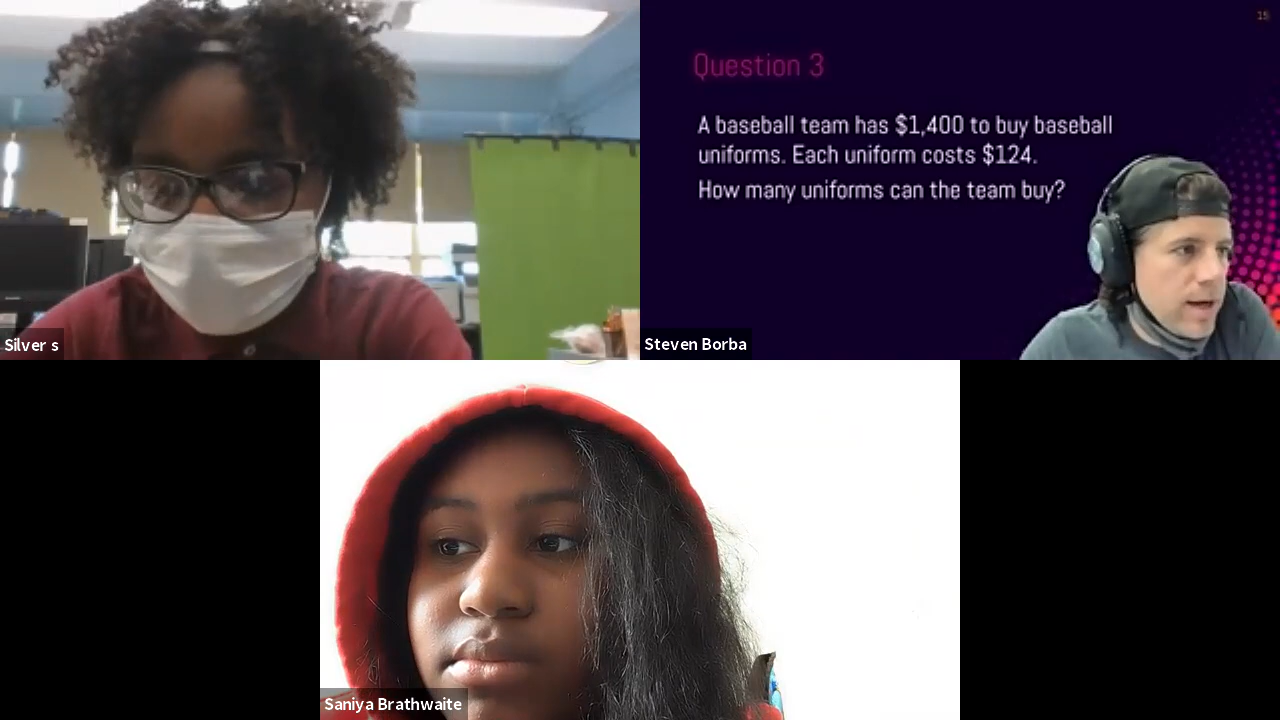 15
Question 3
A baseball team has $1,400 to buy baseball
uniforms. Each uniform costs $124.
How many uniforms can the team buy?
Silver s
Steven Borba
Saniya Brathwaite